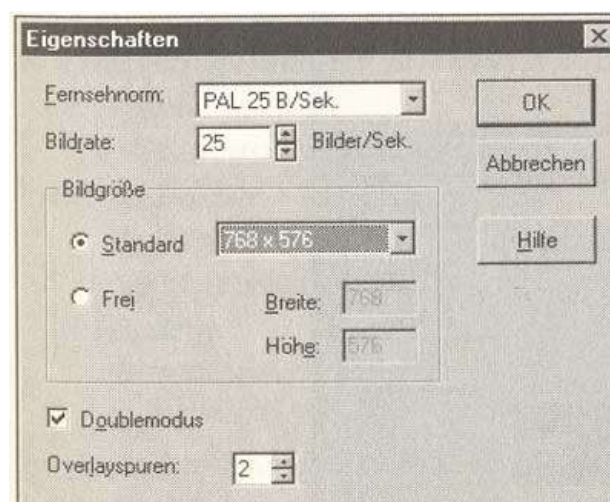 Eigenschaften
Fernsehnorm: PAL 25 B/Sek. OK
Bildrate: 25 Bilder/Sek.
Abbrechen
Bildgröße
Standard 768 x 576 Hilfe
Frei Breite: 768
Höhe: 576
Doublemodus
Overlayspuren: 2